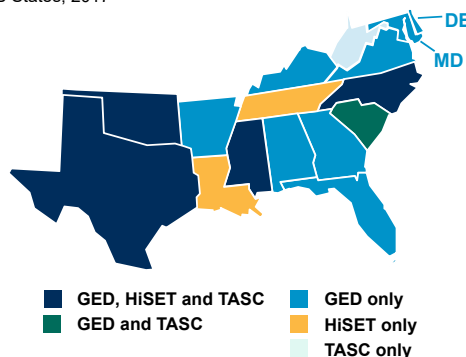 DE
MD
GED, HiSET and TASC
GED only
GED and TASC
HiSET only
TASC only